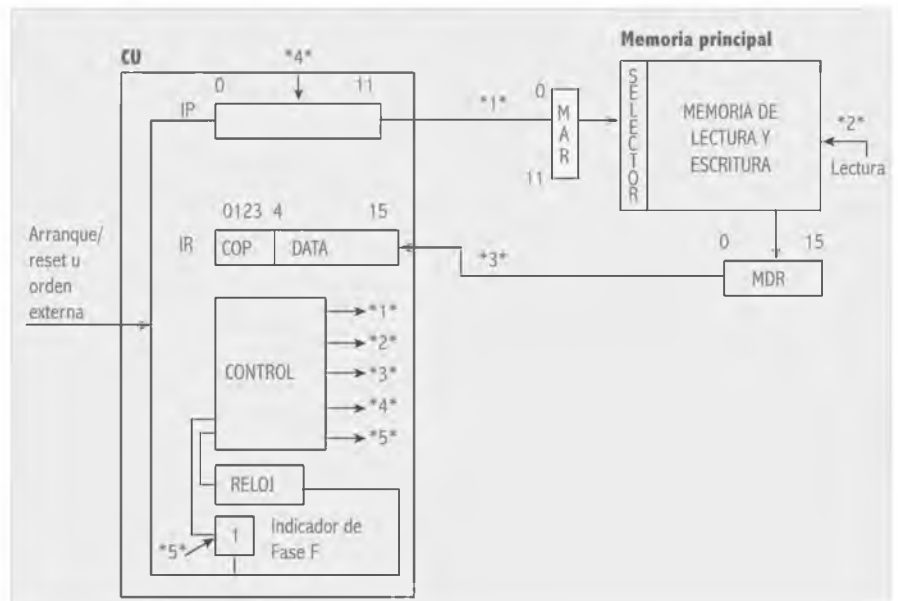 CU
*4*
Memoria principal
0
11
IP
*1*
0
MAR
11
SELECTOR
MEMORIA DE
LECTURA Y
ESCRITURA
*2*
Lectura
0123 4
15
IR
COP
DATA
*3*
0
15
MDR
Arranque/
reset u
orden
externa
CONTROL
*1*
*2*
*3*
*4*
*5*
RELOJ
1
Indicador de
Fase F
*5*